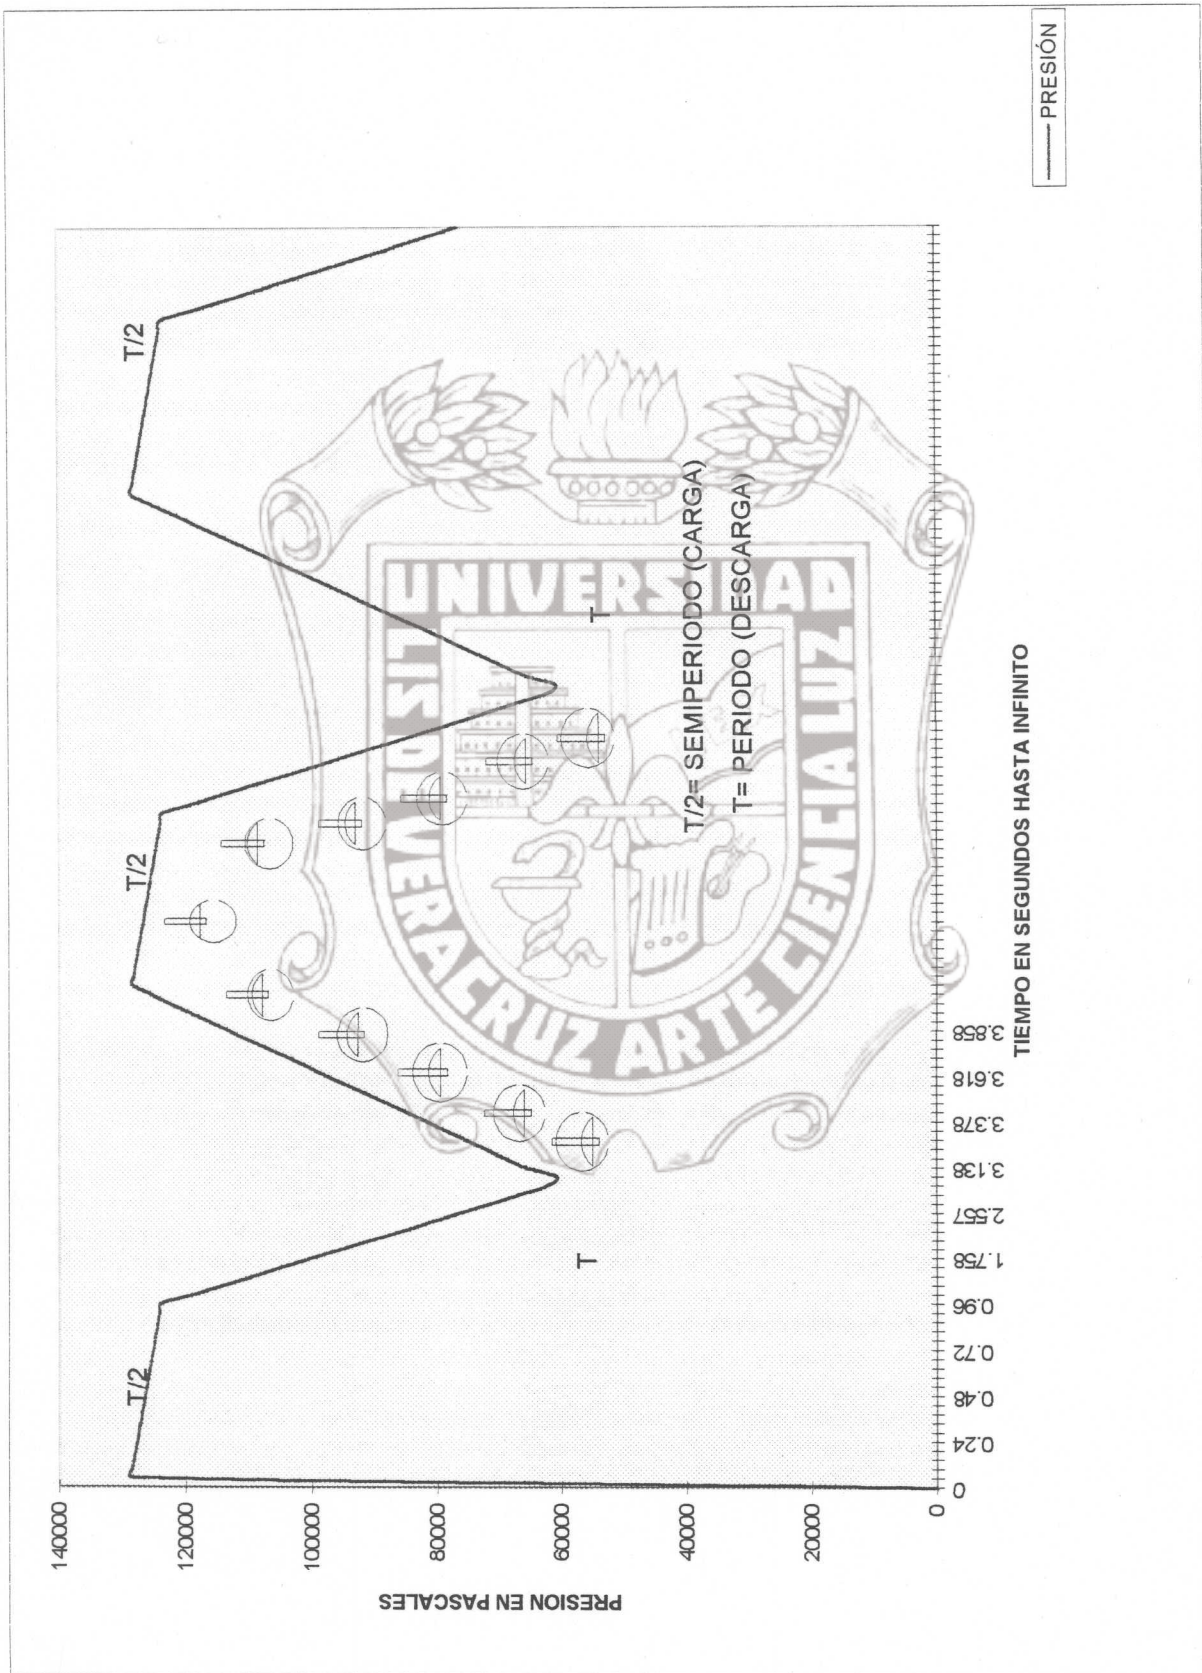 PRESIÓN
140000
120000
100000
80000
60000
40000
20000
0
PRESION EN PASCALES
T/2
T/2
T/2
T
T
T/2= SEMIPERIODO (CARGA)
T= PERIODO (DESCARGA)
UNIVERSIDAD
VERACRUZ ARTE CIENCIA LUZ
LIS DE
0
0.24
0.48
0.72
0.96
1.758
2.557
3.138
3.378
3.618
3.858
TIEMPO EN SEGUNDOS HASTA INFINITO